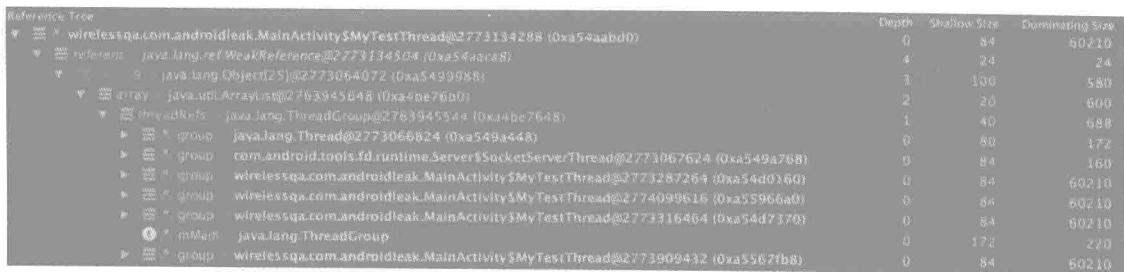 Reference Tree Depth Shallow Size Dominating Size
wirelessqa.com.androidleak.MainActivity$MyTestThread@2773134288 (0xa54aabd0) 0 84 60210
referent java.lang.ref.WeakReference@2773134504 (0xa54aaca8) 4 24 24
9 java.lang.Object[25]@2773064072 (0xa5499988) 3 100 580
array java.util.ArrayList@2763945648 (0xa4be76b0) 2 20 600
threadRefs java.lang.ThreadGroup@2763945544 (0xa4be7648) 1 40 688
group java.lang.Thread@2773066824 (0xa549a448) 0 80 172
group com.android.tools.fd.runtime.Server$SocketServerThread@2773067624 (0xa549a768) 0 84 160
group wirelessqa.com.androidleak.MainActivity$MyTestThread@2773287264 (0xa54d0160) 0 84 60210
group wirelessqa.com.androidleak.MainActivity$MyTestThread@2774099616 (0xa55966a0) 0 84 60210
group wirelessqa.com.androidleak.MainActivity$MyTestThread@2773316464 (0xa54d7370) 0 84 60210
mMain java.lang.ThreadGroup 0 172 220
group wirelessqa.com.androidleak.MainActivity$MyTestThread@2773909432 (0xa5567fb8) 0 84 60210